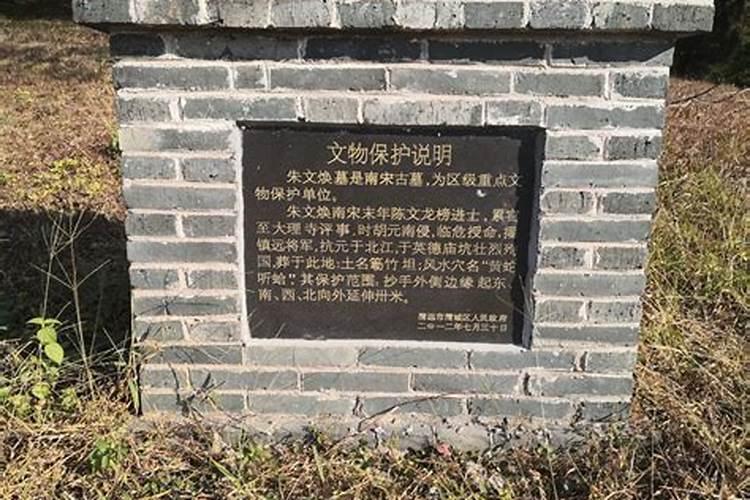 文物保护说明
朱文焕墓是南宋古墓，为区级重点文
物保护单位。
朱文焕南宋末年陈文龙榜进士，累官
至大理寺评事，时胡元南侵，临危授命，
镇远将军，抗元于北江，于英德庙坑壮烈殉
国，葬于此地，土名簕竹坦；风水穴名“黄蛇
听蛤”。其保护范围，抄手外侧边缘起东、
南、西、北向外延伸卅米。
清远市清城区人民政府
二〇一二年七月三十日